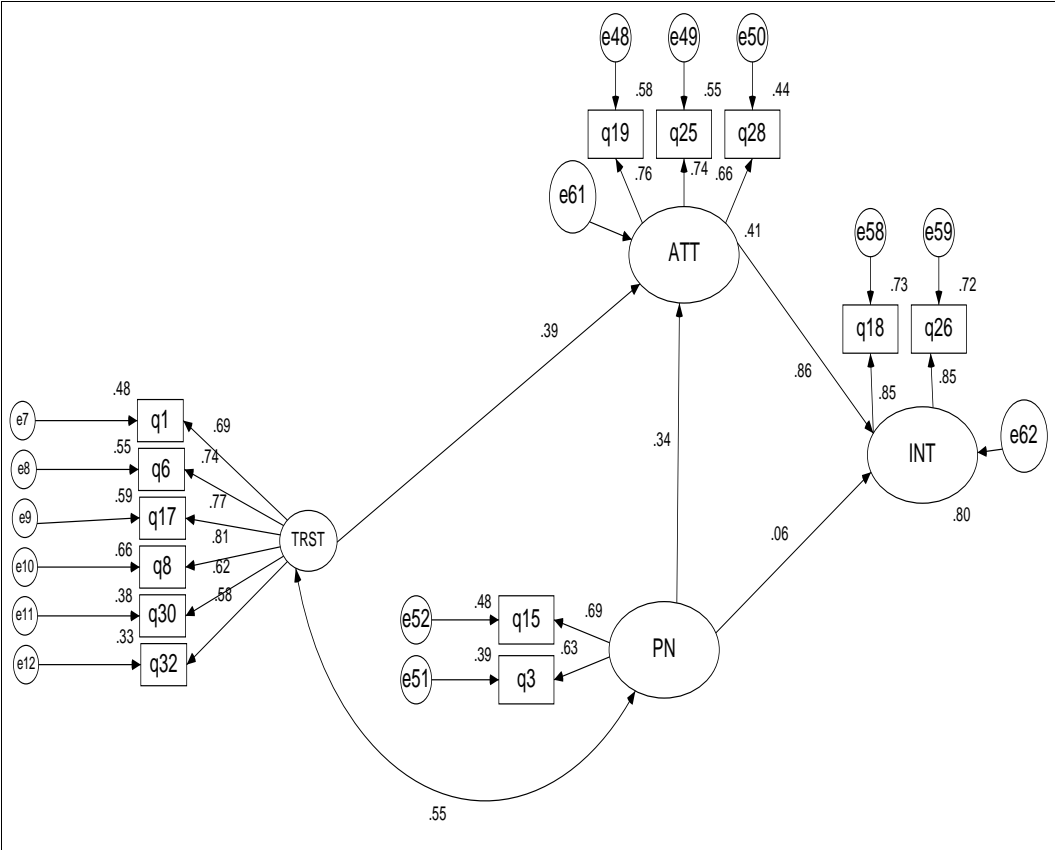 e48 e49 e50
.58 .55 .44
q19 q25 q28
.76 .74 .66
e61
.41
ATT
e58 e59
.73 .72
q18 q26
.85 .85
.39
.86
.34
INT
e62
.80
.06
.48
e7 q1 .69
.55 .74
e8 q6
.59 .77
e9 q17
.66 .81
e10 q8 .62
.38 .58
e11 q30
.33
e12 q32
TRST
.48 .69
e52 q15
.39 .63
e51 q3
PN
.55